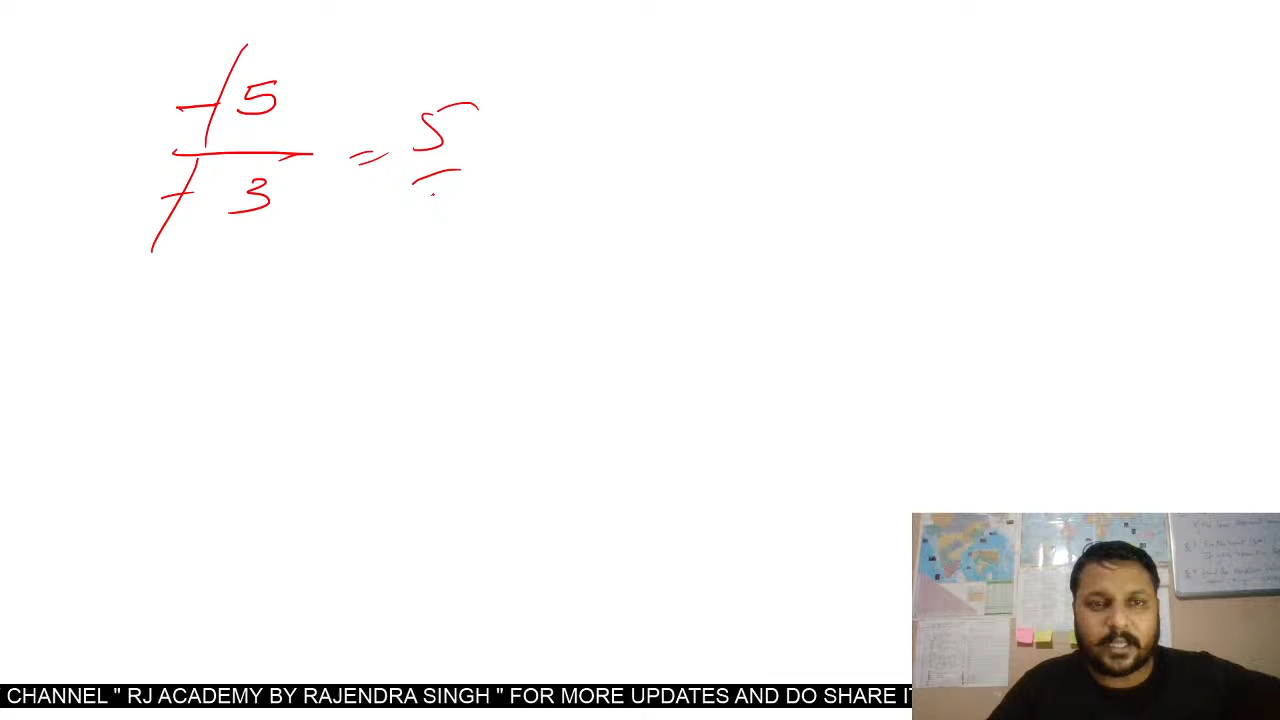 -5
-3
= 5
CHANNEL " RJ ACADEMY BY RAJENDRA SINGH " FOR MORE UPDATES AND DO SHARE IT